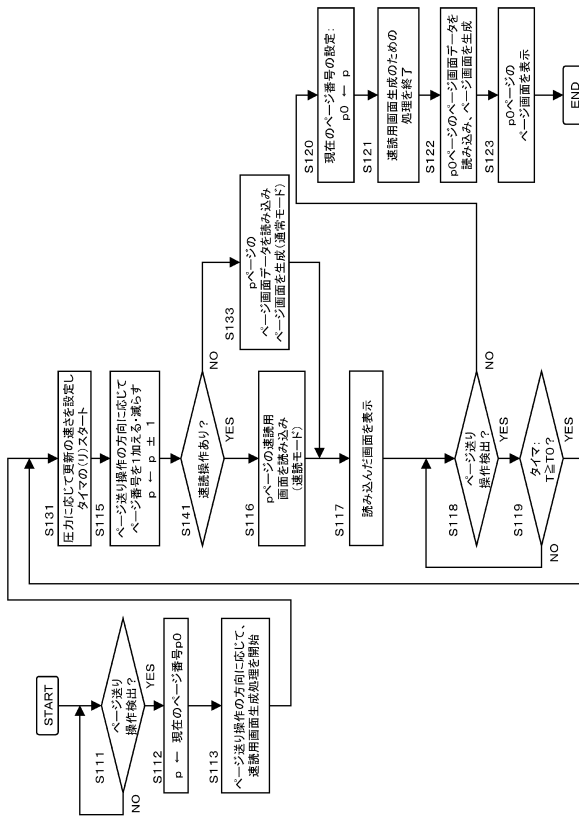 START
S111
ページ送り
操作検出?
NO
YES
S112
p ← 現在のページ番号p0
S113
ページ送り操作の方向に応じて、
速読用画面生成処理を開始
S131
圧力に応じて更新の速さを設定し
タイマの(リ)スタート
S115
ページ送り操作の方向に応じて
ページ番号を1加える/減らす
p ← p ± 1
S141
速読操作あり?
NO
YES
S133
pページの
ページ画面データを読み込み
ページ画面を生成(通常モード)
S116
pページの速読用
画面を読み込み
(速読モード)
S117
読み込んだ画面を表示
S118
ページ送り
操作検出?
NO
YES
S119
タイマ:
T≧T0?
NO
YES
S120
現在のページ番号の設定:
p0 ← p
S121
速読用画面生成のための
処理を終了
S122
p0ページのページ画面データを
読み込み、ページ画面を生成
S123
p0ページの
ページ画面を表示
END